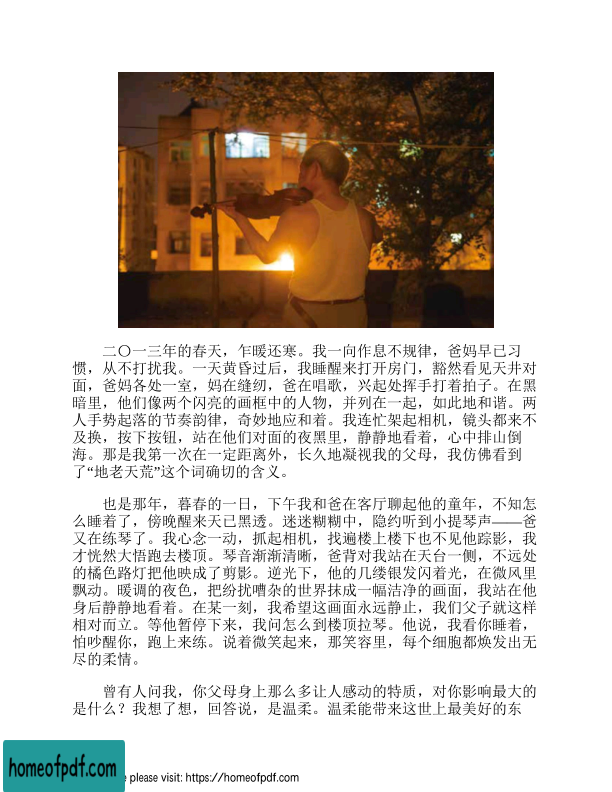 二〇一三年的春天，乍暖还寒。我一向作息不规律，爸妈早已习
惯，从不打扰我。一天黄昏过后，我睡醒来打开房门，豁然看见天井对
面，爸妈各处一室，妈在缝纫，爸在唱歌，兴起处挥手打着拍子。在黑
暗里，他们像两个闪亮的画框中的人物，并列在一起，如此地和谐。两
人手势起落的节奏韵律，奇妙地应和着。我连忙架起相机，镜头都来不
及换，按下按钮，站在他们对面的夜黑里，静静地看着，心中排山倒
海。那是我第一次在一定距离外，长久地凝视我的父母，我仿佛看到
了“地老天荒”这个词确切的含义。
也是那年，暮春的一日，下午我和爸在客厅聊起他的童年，不知怎
么睡着了，傍晚醒来天已黑透。迷迷糊糊中，隐约听到小提琴声——爸
又在练琴了。我心念一动，抓起相机，找遍楼上楼下也不见他踪影，我
才恍然大悟跑去楼顶。琴音渐渐清晰，爸背对我站在天台一侧，不远处
的橘色路灯把他映成了剪影。逆光下，他的几缕银发闪着光，在微风里
飘动。暖调的夜色，把纷扰嘈杂的世界抹成一幅洁净的画面，我站在他
身后静静地看着。在某一刻，我希望这画面永远静止，我们父子就这样
相对而立。等他暂停下来，我问怎么到楼顶拉琴。他说，我看你睡着，
怕吵醒你，跑上来练。说着微笑起来，那笑容里，每个细胞都焕发出无
尽的柔情。
曾有人问我，你父母身上那么多让人感动的特质，对你影响最大的
是什么？我想了想，回答说，是温柔。温柔能带来这世上最美好的东
homeofpdf.com
e please visit: https://homeofpdf.com